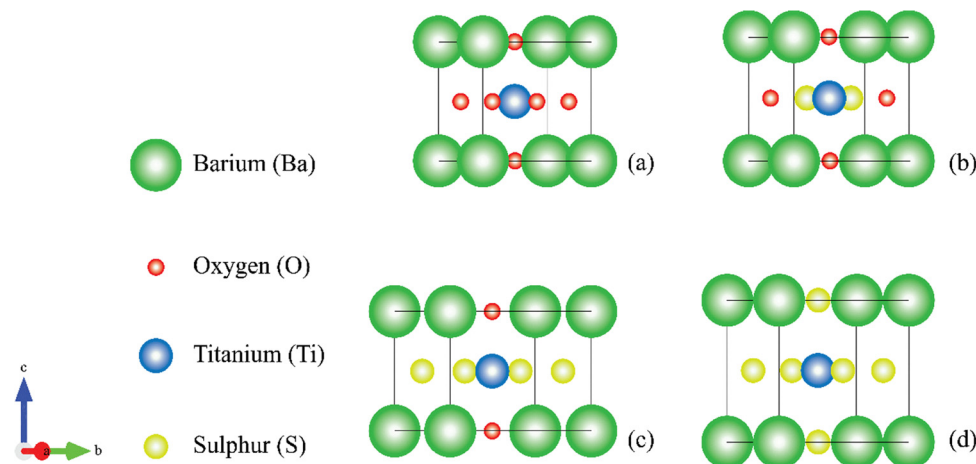 (a)
(b)
Barium (Ba)
Oxygen (O)
Titanium (Ti)
Sulphur (S)
(c)
(d)
c
a
b